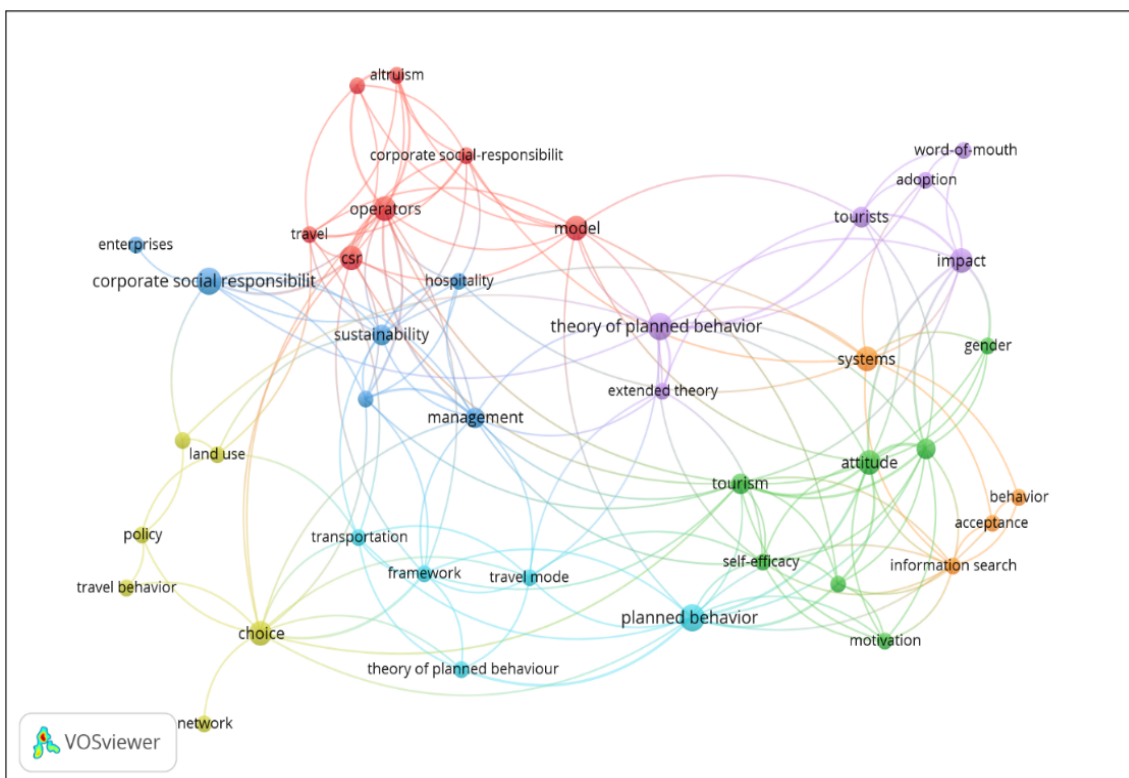 altruism
corporate social-responsibilit
word-of-mouth
adoption
operators
tourists
model
travel
enterprises
csr
impact
corporate social responsibilit
hospitality
theory of planned behavior
sustainability
gender
systems
extended theory
management
land use
attitude
tourism
behavior
acceptance
policy
transportation
self-efficacy
information search
framework
travel mode
travel behavior
planned behavior
choice
motivation
theory of planned behaviour
network
VOSviewer